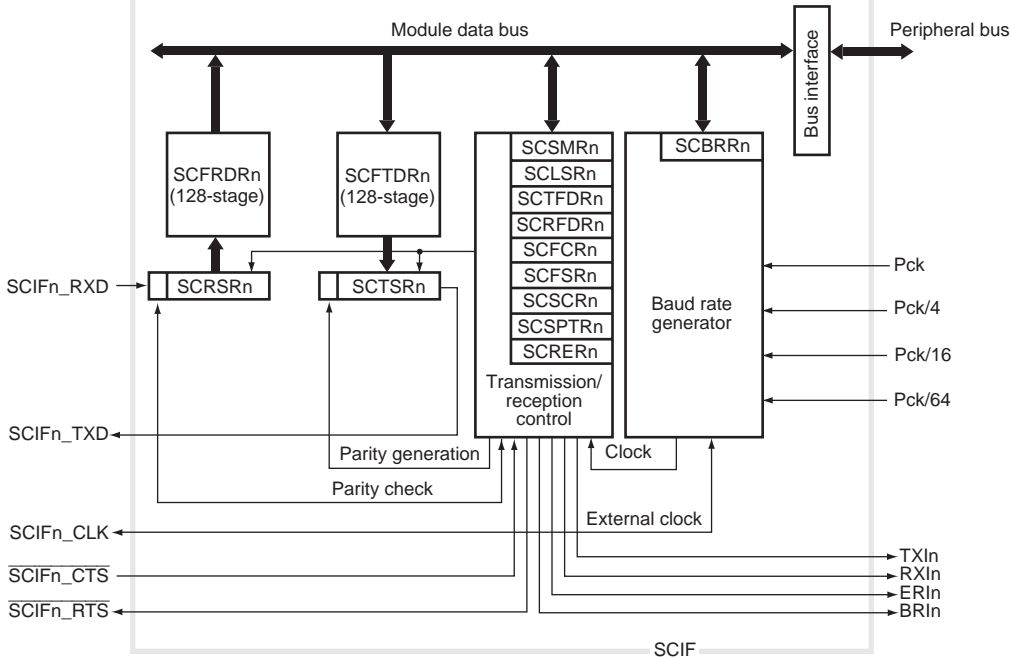 Module data bus
Peripheral bus
Bus interface
SCFRDRn
(128-stage)
SCFTDRn
(128-stage)
SCSMRn
SCLSRn
SCTFDRn
SCRFDRn
SCFCRn
SCFSRn
SCSCRn
SCSPTRn
SCRERn
Transmission/
reception
control
SCBRRn
Baud rate
generator
SCIFn_RXD
SCRSRn
SCTSRn
Pck
Pck/4
Pck/16
Pck/64
SCIFn_TXD
Parity generation
Clock
Parity check
SCIFn_CLK
External clock
SCIFn_CTS
SCIFn_RTS
TXIn
RXIn
ERIn
BRIn
SCIF